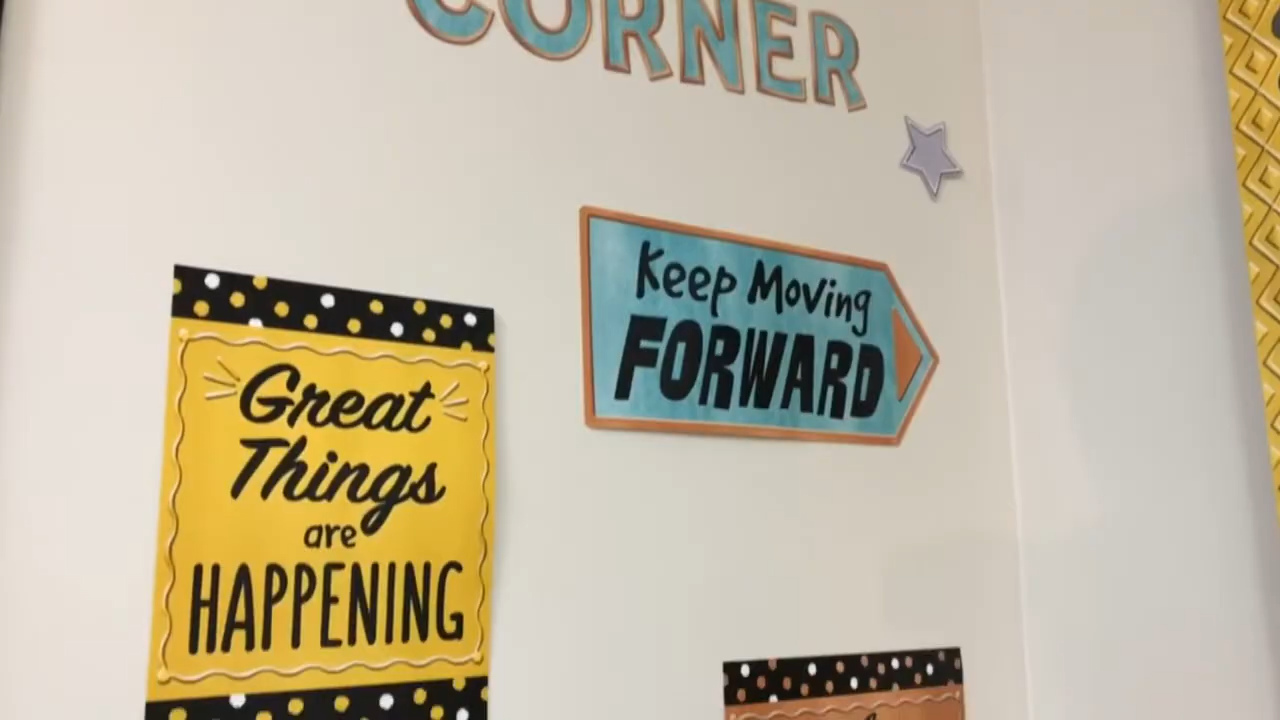 CORNER
Keep Moving
FORWARD
Great
Things
are
HAPPENING